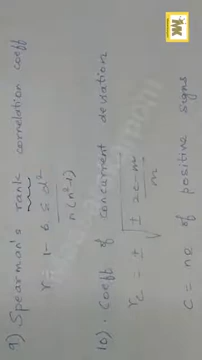 9) Spearman's rank correlation coeff
r = 1 - 6 Σ d²
n(n²-1)
10). Coeff of concurrent deviation
r_c = ± √± 2c-m
m
c = no of positive signs
MK